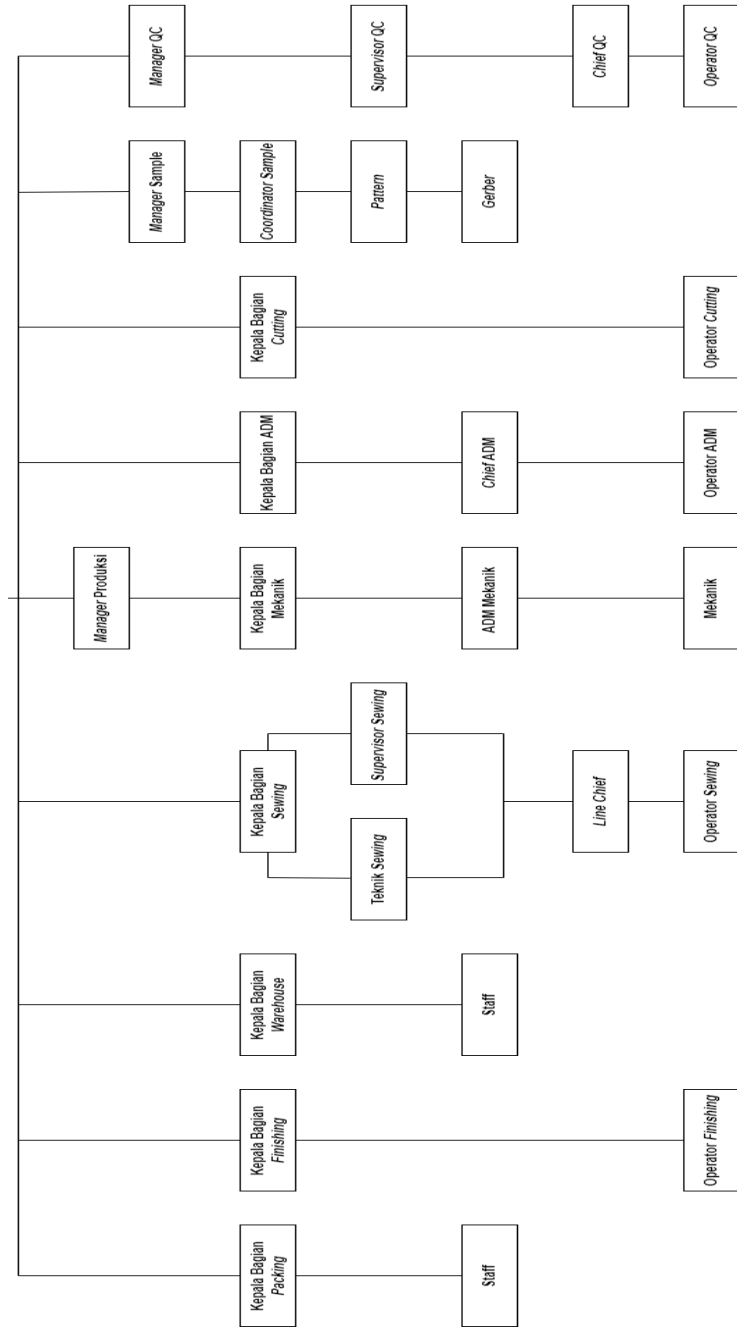 Manager Produksi
Manager Sample
Manager QC
Kepala Bagian
Packing
Kepala Bagian
Finishing
Kepala Bagian
Warehouse
Kepala Bagian
Sewing
Kepala Bagian
Mekanik
Kepala Bagian ADM
Kepala Bagian
Cutting
Coordinator Sample
Teknik Sewing
Supervisor Sewing
Pattern
Supervisor QC
Staff
Staff
ADM Mekanik
Chief ADM
Gerber
Line Chief
Chief QC
Operator Finishing
Operator Sewing
Mekanik
Operator ADM
Operator Cutting
Operator QC